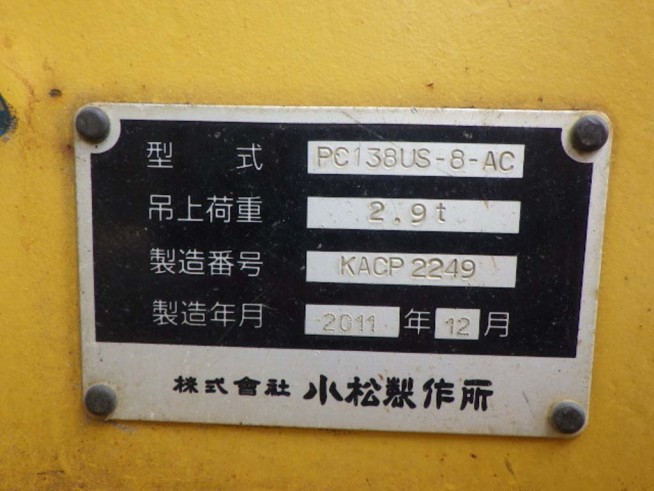 型 式 PC138US-8-AC
吊上荷重 2.9t
製造番号 KACP 2249
製造年月 2011 年 12 月
株式會社 小松製作所